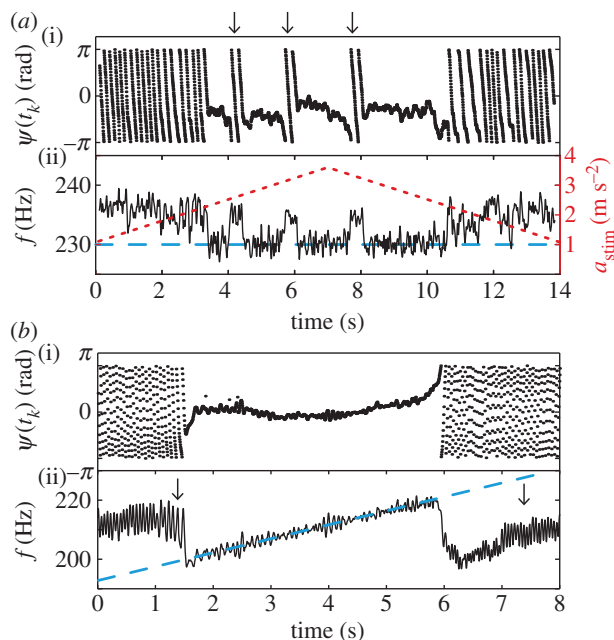 (a)
(i)
ψ(t_k) (rad)
π
0
−π
(ii)
f (Hz)
240
230
4
3
2
1
a_stim (m s⁻²)
0 2 4 6 8 10 12 14
time (s)
(b)
(i)
ψ(t_k) (rad)
π
0
−π
(ii)
f (Hz)
220
200
0 1 2 3 4 5 6 7 8
time (s)